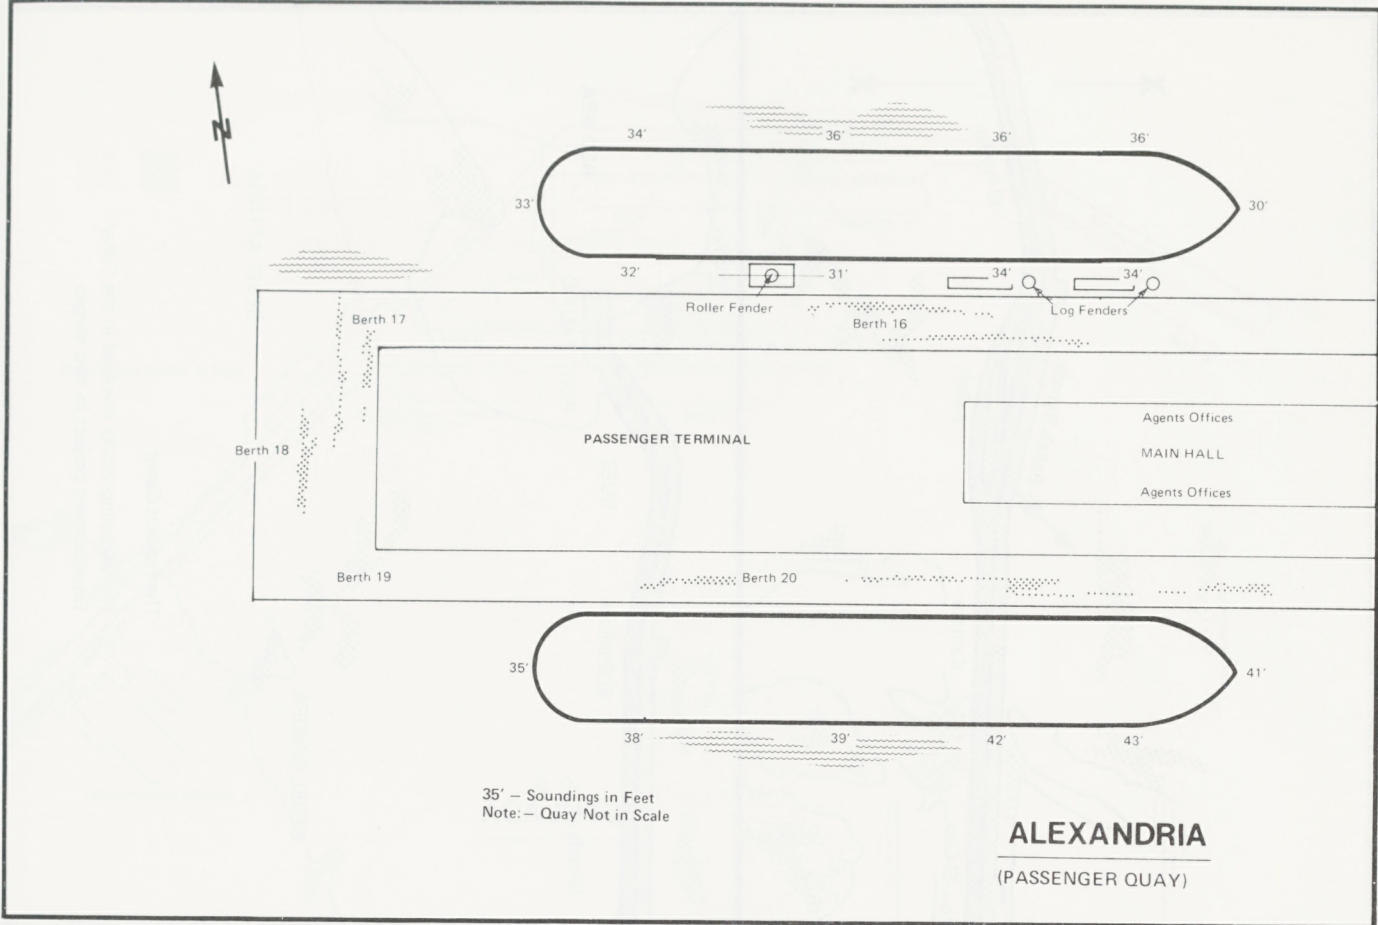 N
34'
36'
36'
36'
33'
30'
32'
31'
34'
34'
Roller Fender
Log Fenders
Berth 17
Berth 16
Agents Offices
PASSENGER TERMINAL
Berth 18
MAIN HALL
Agents Offices
Berth 19
Berth 20
35'
41'
38'
39'
42'
43'
35' — Soundings in Feet
Note:— Quay Not in Scale
ALEXANDRIA
(PASSENGER QUAY)